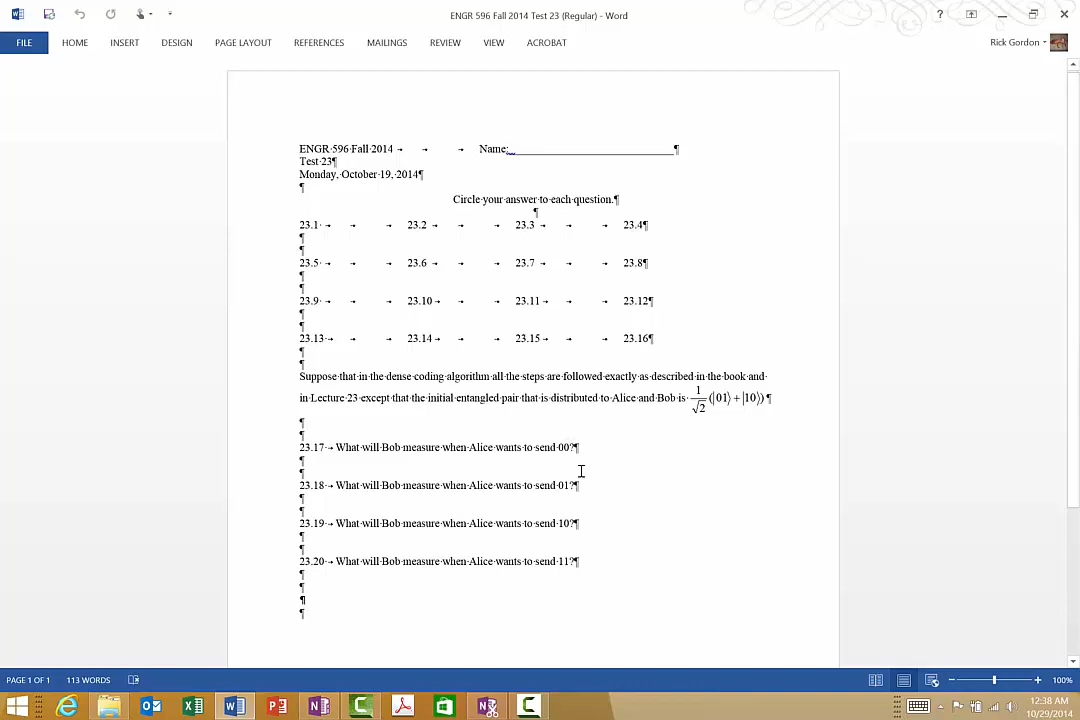 ENGR 596 Fall 2014 Test 23 (Regular) - Word
FILE HOME INSERT DESIGN PAGE LAYOUT REFERENCES MAILINGS REVIEW VIEW ACROBAT Rick Gordon
ENGR·596·Fall·2014 → → → Name:______________________________¶
Test·23¶
Monday,·October·19,·2014¶
¶
Circle·your·answer·to·each·question.¶
¶
23.1· → → → 23.2 → → → 23.3 → → → 23.4¶
¶
¶
23.5· → → → 23.6 → → → 23.7 → → → 23.8¶
¶
¶
23.9· → → → 23.10 → → → 23.11 → → → 23.12¶
¶
¶
23.13· → → → 23.14 → → → 23.15 → → → 23.16¶
¶
¶
Suppose·that·in·the·dense·coding·algorithm·all·the·steps·are·followed·exactly·as·described·in·the·book·and·
in·Lecture·23·except·that·the·initial·entangled·pair·that·is·distributed·to·Alice·and·Bob·is· 1/√2 (|01⟩ + |10⟩) ¶
¶
¶
23.17· → What·will·Bob·measure·when·Alice·wants·to·send·00?¶
¶
¶
23.18· → What·will·Bob·measure·when·Alice·wants·to·send·01?¶
¶
¶
23.19· → What·will·Bob·measure·when·Alice·wants·to·send·10?¶
¶
¶
23.20· → What·will·Bob·measure·when·Alice·wants·to·send·11?¶
¶
¶
¶
¶
PAGE 1 OF 1 113 WORDS 100%
12:38 AM
10/29/2014